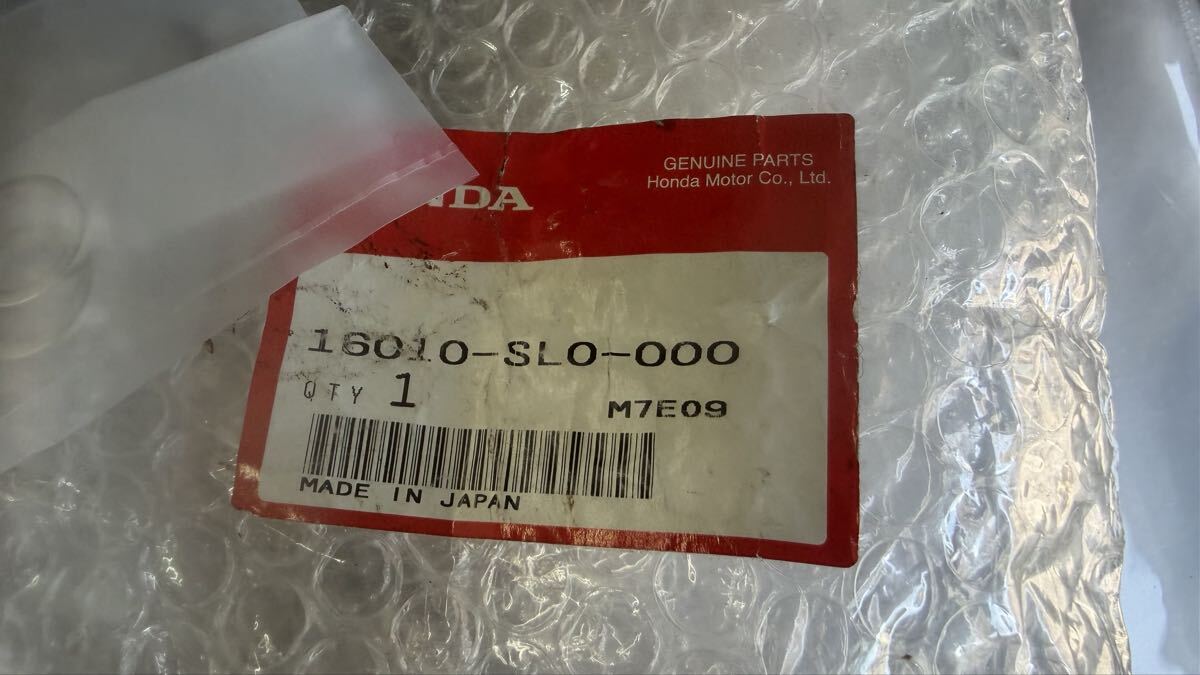 GENUINE PARTS
Honda Motor Co., Ltd.
NDA
16010-SL0-000
QTY 1
M7E09
MADE IN JAPAN